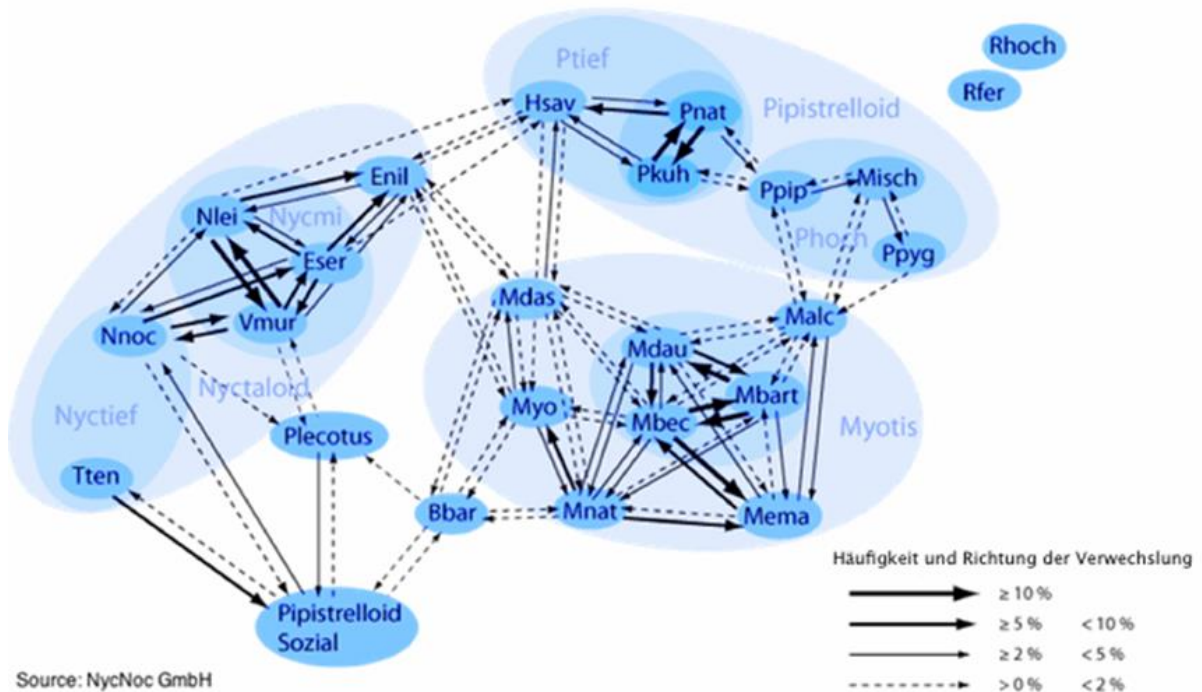 Rhoch
Rfer
Ptief
Hsav
Pnat
Pipistrelloid
Pkuh
Ppip
Misch
Phoch
Ppyg
Enil
Nlei
Nycmi
Eser
Nnoc
Vmur
Nyctaloid
Nyctief
Plecotus
Tten
Mdas
Malc
Mdau
Mbart
Myo
Mbec
Myotis
Bbar
Mnat
Mema
Pipistrelloid
Sozial
Häufigkeit und Richtung der Verwechslung
≥ 10 %
≥ 5 % < 10 %
≥ 2 % < 5 %
> 0 % < 2 %
Source: NycNoc GmbH